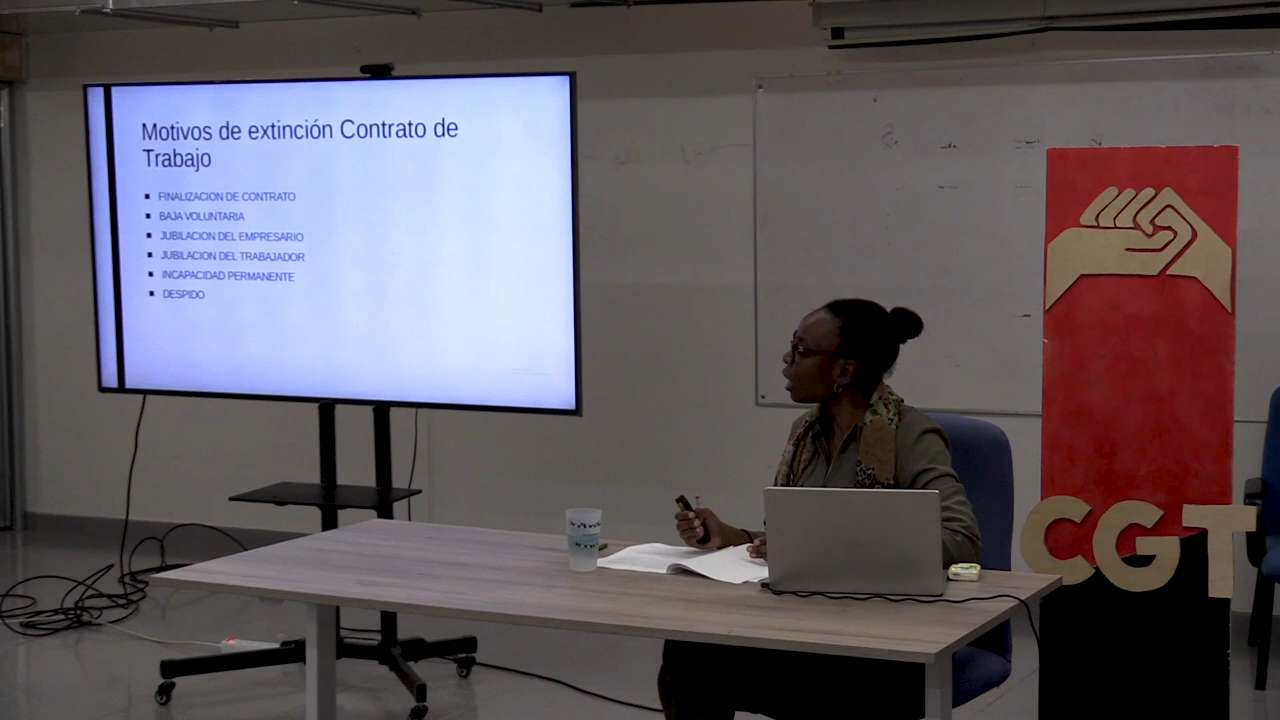 Motivos de extinción Contrato de
Trabajo
FINALIZACION DE CONTRATO
BAJA VOLUNTARIA
JUBILACION DEL EMPRESARIO
JUBILACION DEL TRABAJADOR
INCAPACIDAD PERMANENTE
DESPIDO
CGT